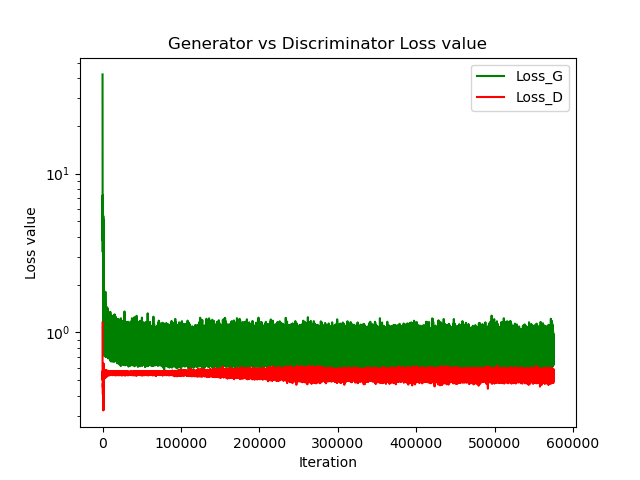 Generator vs Discriminator Loss value
Loss_G
Loss_D
Loss value
10¹
10⁰
0 100000 200000 300000 400000 500000 600000
Iteration